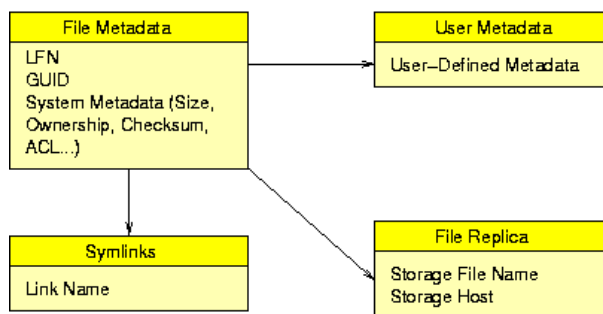 File Metadata
LFN
GUID
System Metadata (Size,
Ownership, Checksum,
ACL...)
User Metadata
User–Defined Metadata
Symlinks
Link Name
File Replica
Storage File Name
Storage Host